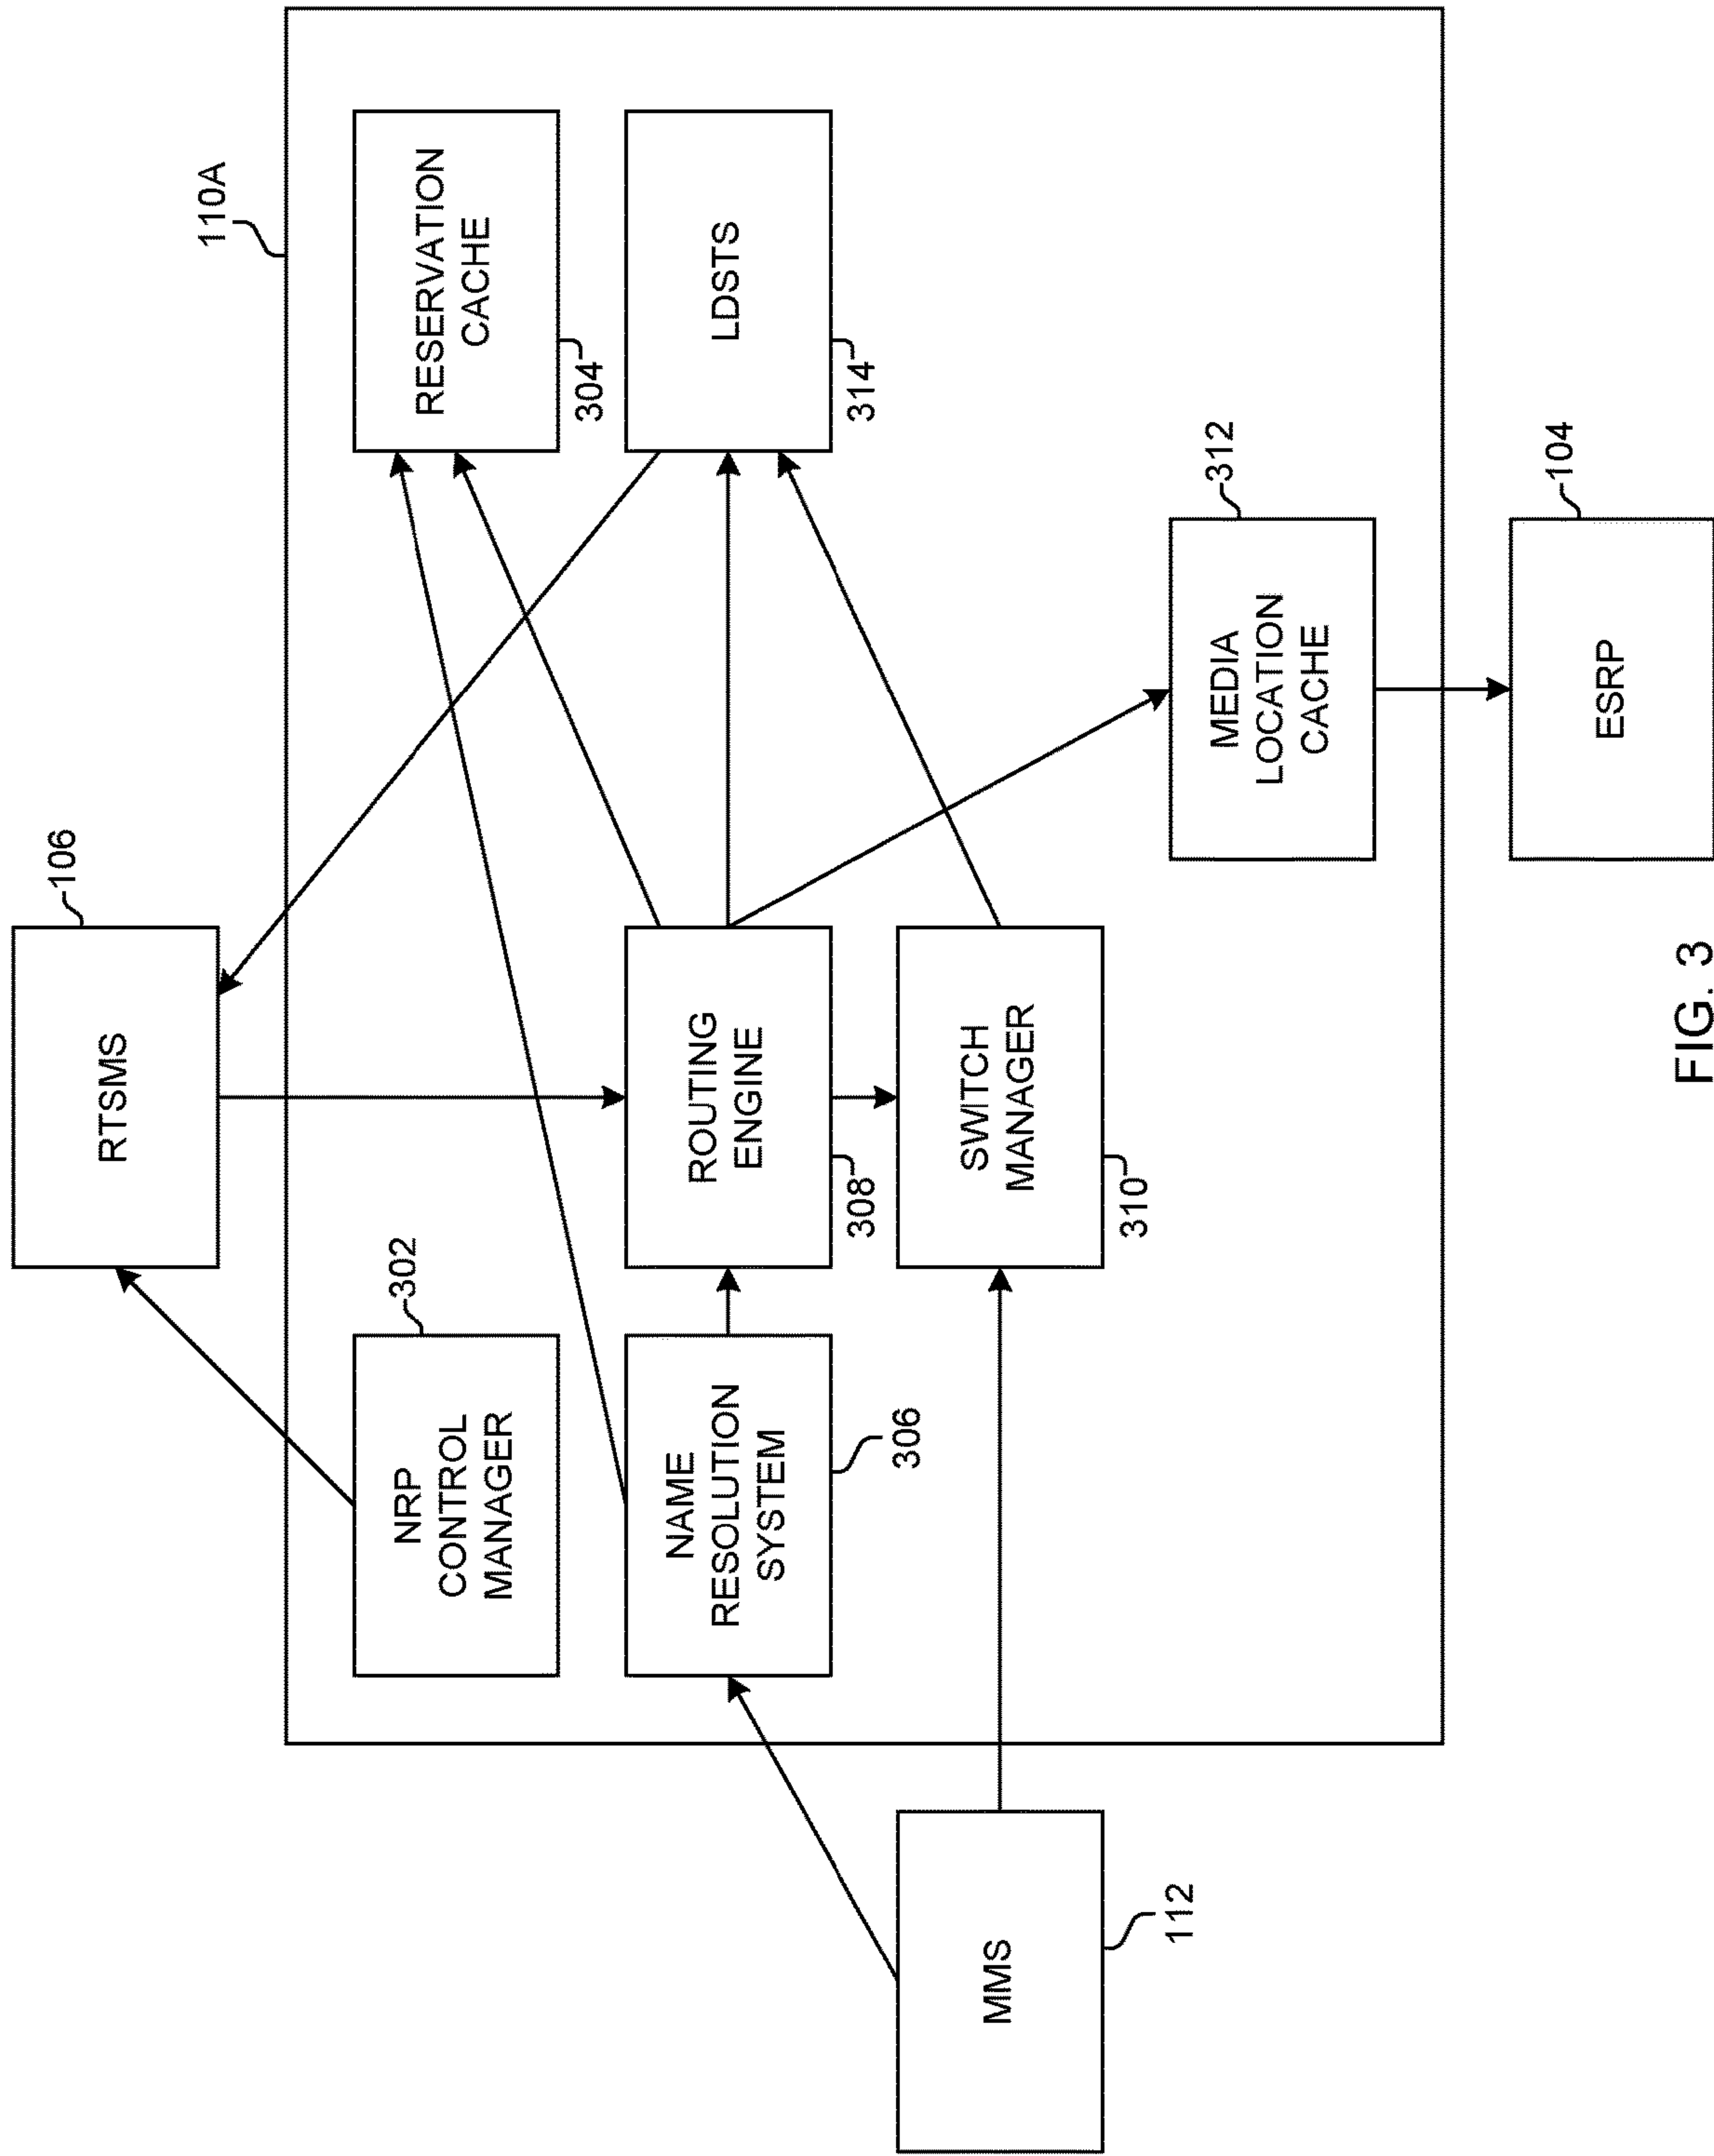 RTSMS
106
110A
NRP
CONTROL
MANAGER
302
RESERVATION
CACHE
304
NAME
RESOLUTION
SYSTEM
306
ROUTING
ENGINE
308
LDSTS
314
MMS
112
SWITCH
MANAGER
310
MEDIA
LOCATION
CACHE
312
ESRP
104
FIG. 3